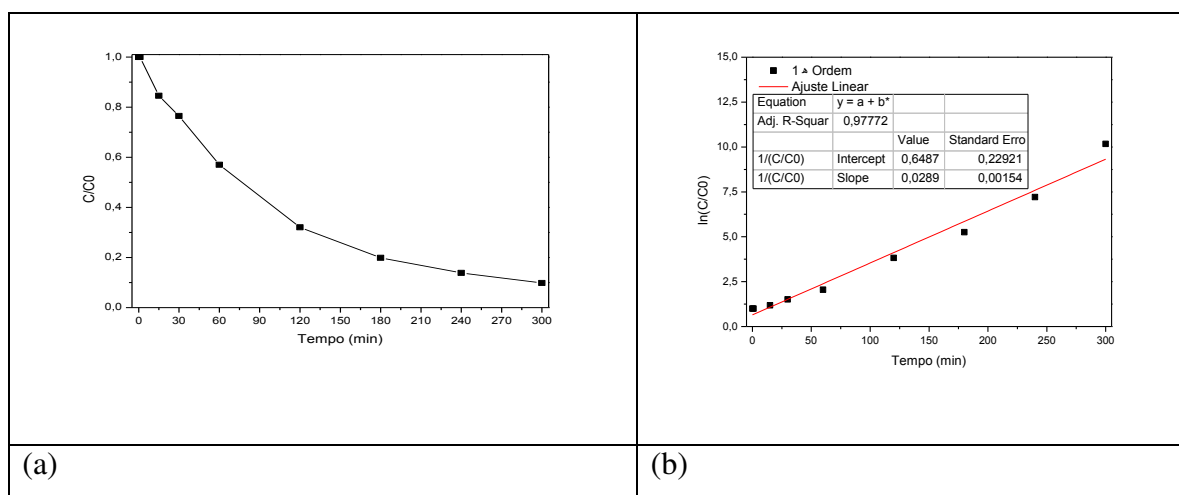 1,0
0,8
0,6
0,4
0,2
0,0
C/C0
0 30 60 90 120 150 180 210 240 270 300
Tempo (min)
15,0
12,5
10,0
7,5
5,0
2,5
0,0
ln(C/C0)
1 Ordem
Ajuste Linear
Equation y = a + b*
Adj. R-Squar 0,97772
Value Standard Erro
1/(C/C0) Intercept 0,6487 0,22921
1/(C/C0) Slope 0,0289 0,00154
0 50 100 150 200 250 300
Tempo (min)
(a) (b)